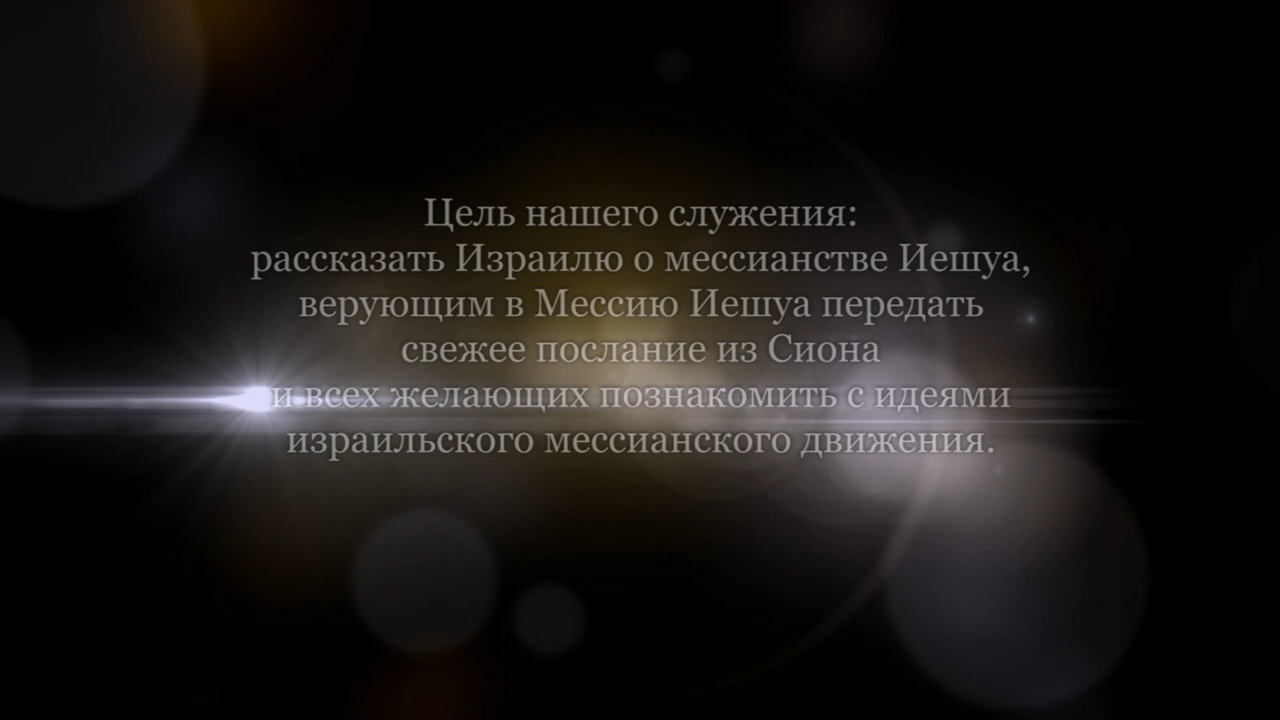 Цель нашего служения:
рассказать Израилю о мессианстве Иешуа,
верующим в Мессию Иешуа передать
свежее послание из Сиона
и всех желающих познакомить с идеями
израильского мессианского движения.